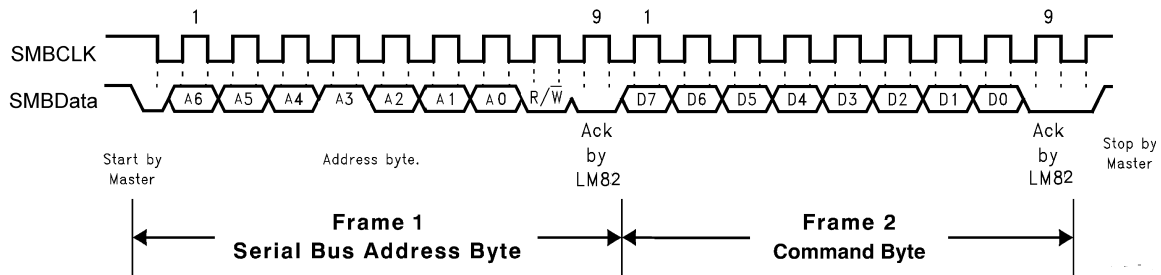 1 9 1 9
SMBCLK
SMBData A6 A5 A4 A3 A2 A1 A0 R/W̅ D7 D6 D5 D4 D3 D2 D1 D0
Start by
Master
Address byte.
Ack
by
LM82
Ack
by
LM82
Stop by
Master
Frame 1
Serial Bus Address Byte
Frame 2
Command Byte